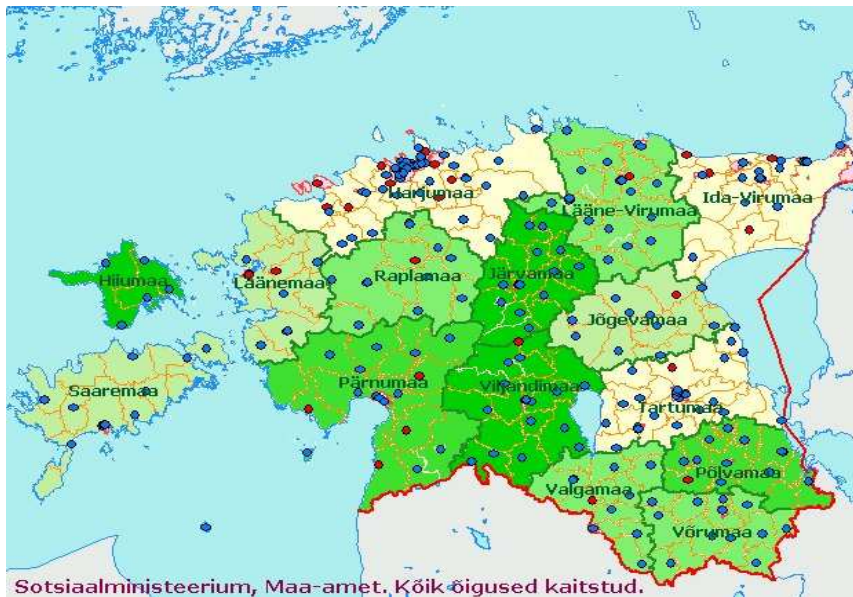 Harjumaa
Ida-Virumaa
Lääne-Virumaa
Hiiumaa
Läänemaa
Raplamaa
Järvamaa
Jõgevamaa
Saaremaa
Pärnumaa
Viljandimaa
Tartumaa
Põlvamaa
Valgamaa
Võrumaa
Sotsiaalministeerium, Maa-amet. Kõik õigused kaitstud.